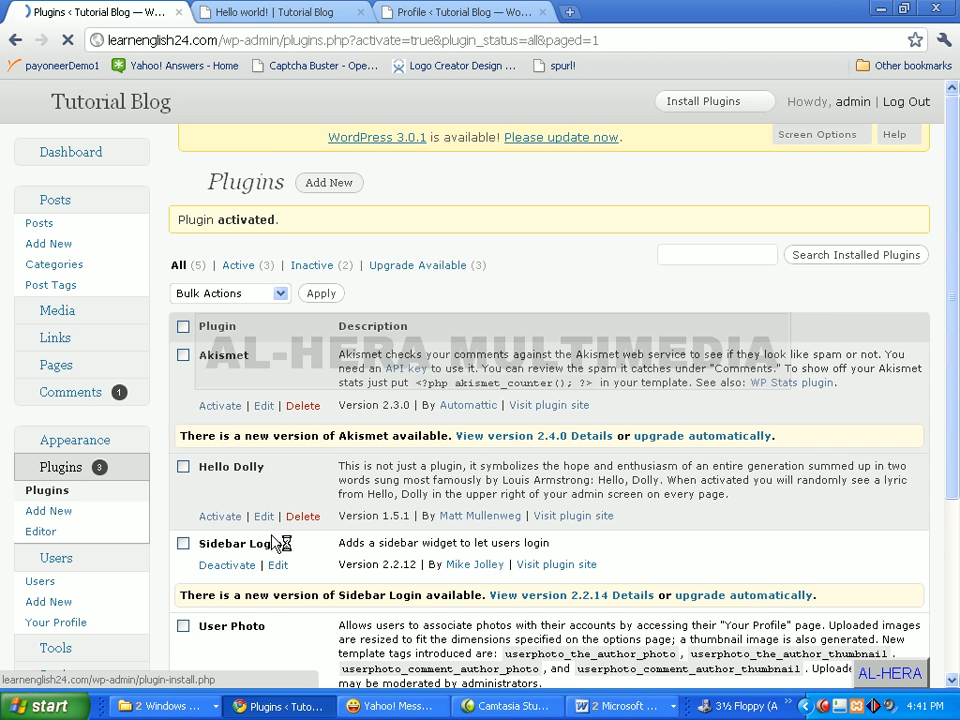 Plugins ‹ Tutorial Blog — W...
Hello world! | Tutorial Blog
Profile ‹ Tutorial Blog — Wo...
learnenglish24.com/wp-admin/plugins.php?activate=true&plugin_status=all&paged=1
payoneerDemo1
Yahoo! Answers - Home
Captcha Buster - Ope...
Logo Creator Design ...
spurl!
Other bookmarks
Tutorial Blog
Install Plugins
Howdy, admin | Log Out
WordPress 3.0.1 is available! Please update now.
Screen Options
Help
Dashboard
Posts
Posts
Add New
Categories
Post Tags
Media
Links
Pages
Comments 1
Appearance
Plugins 3
Plugins
Add New
Editor
Users
Users
Add New
Your Profile
Tools
Plugins Add New
Plugin activated.
All (5) | Active (3) | Inactive (2) | Upgrade Available (3)
Search Installed Plugins
Bulk Actions
Apply
Plugin Description
AL-HERA MULTIMEDIA
Akismet
Akismet checks your comments against the Akismet web service to see if they look like spam or not. You
need an API key to use it. You can review the spam it catches under "Comments." To show off your Akismet
stats just put <?php akismet_counter(); ?> in your template. See also: WP Stats plugin.
Activate | Edit | Delete
Version 2.3.0 | By Automattic | Visit plugin site
There is a new version of Akismet available. View version 2.4.0 Details or upgrade automatically.
Hello Dolly
This is not just a plugin, it symbolizes the hope and enthusiasm of an entire generation summed up in two
words sung most famously by Louis Armstrong: Hello, Dolly. When activated you will randomly see a lyric
from Hello, Dolly in the upper right of your admin screen on every page.
Activate | Edit | Delete
Version 1.5.1 | By Matt Mullenweg | Visit plugin site
Sidebar Log
Adds a sidebar widget to let users login
Deactivate | Edit
Version 2.2.12 | By Mike Jolley | Visit plugin site
There is a new version of Sidebar Login available. View version 2.2.14 Details or upgrade automatically.
User Photo
Allows users to associate photos with their accounts by accessing their "Your Profile" page. Uploaded images
are resized to fit the dimensions specified on the options page; a thumbnail image is also generated. New
template tags introduced are: userphoto_the_author_photo , userphoto_the_author_thumbnail ,
userphoto_comment_author_photo , and userphoto_comment_author_thumbnail . Uploade
may be moderated by administrators.
AL-HERA
learnenglish24.com/wp-admin/plugin-install.php
start
2 Windows ...
Plugins ‹ Tuto...
Yahoo! Mess...
Camtasia Stu...
2 Microsoft ...
3½ Floppy (A
4:41 PM